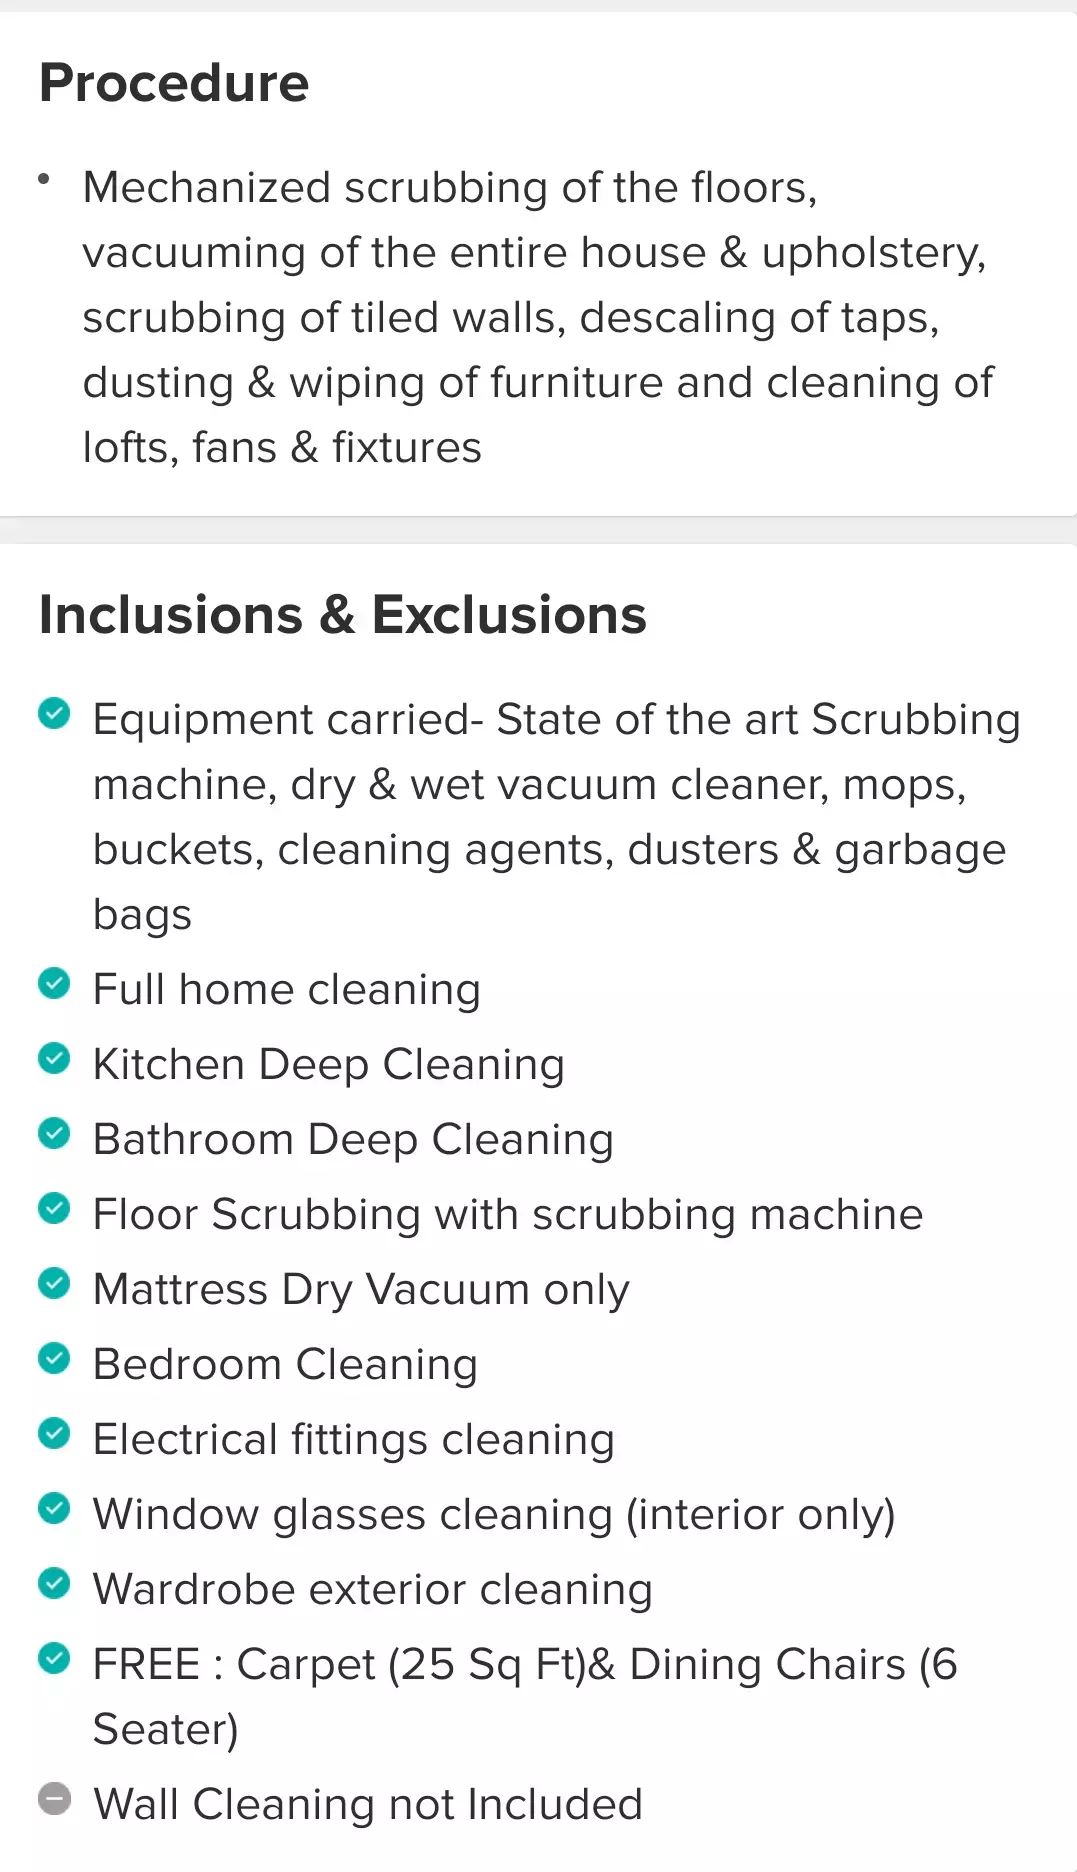 Procedure
• Mechanized scrubbing of the floors,
vacuuming of the entire house & upholstery,
scrubbing of tiled walls, descaling of taps,
dusting & wiping of furniture and cleaning of
lofts, fans & fixtures
Inclusions & Exclusions
Equipment carried- State of the art Scrubbing
machine, dry & wet vacuum cleaner, mops,
buckets, cleaning agents, dusters & garbage
bags
Full home cleaning
Kitchen Deep Cleaning
Bathroom Deep Cleaning
Floor Scrubbing with scrubbing machine
Mattress Dry Vacuum only
Bedroom Cleaning
Electrical fittings cleaning
Window glasses cleaning (interior only)
Wardrobe exterior cleaning
FREE : Carpet (25 Sq Ft)& Dining Chairs (6
Seater)
Wall Cleaning not Included